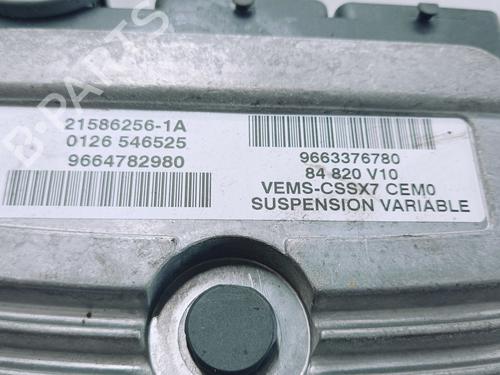 B-PARTS
21586256-1A
0126 546525
9664782980
9663376780
84 820 V10
VEMS-CSSX7 CEM0
SUSPENSION VARIABLE